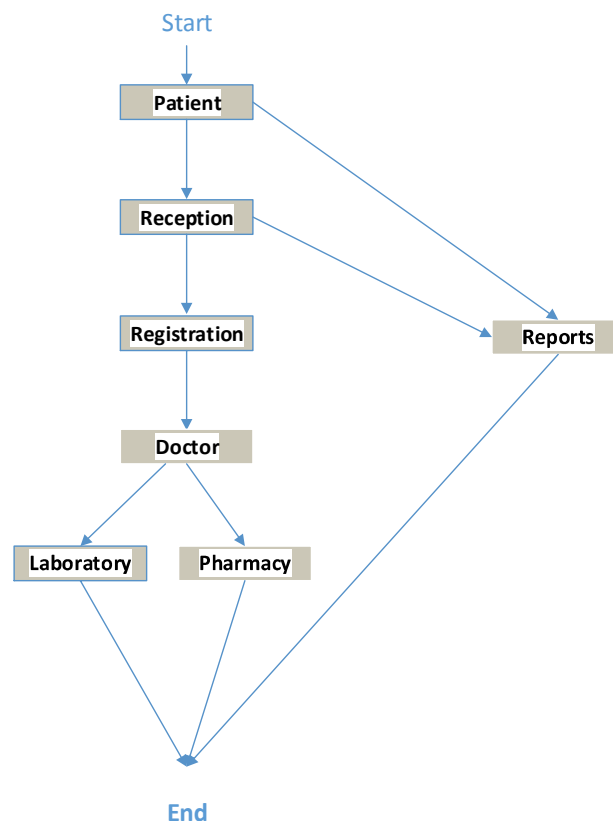 Start
Patient
Reception
Registration
Reports
Doctor
Laboratory
Pharmacy
End